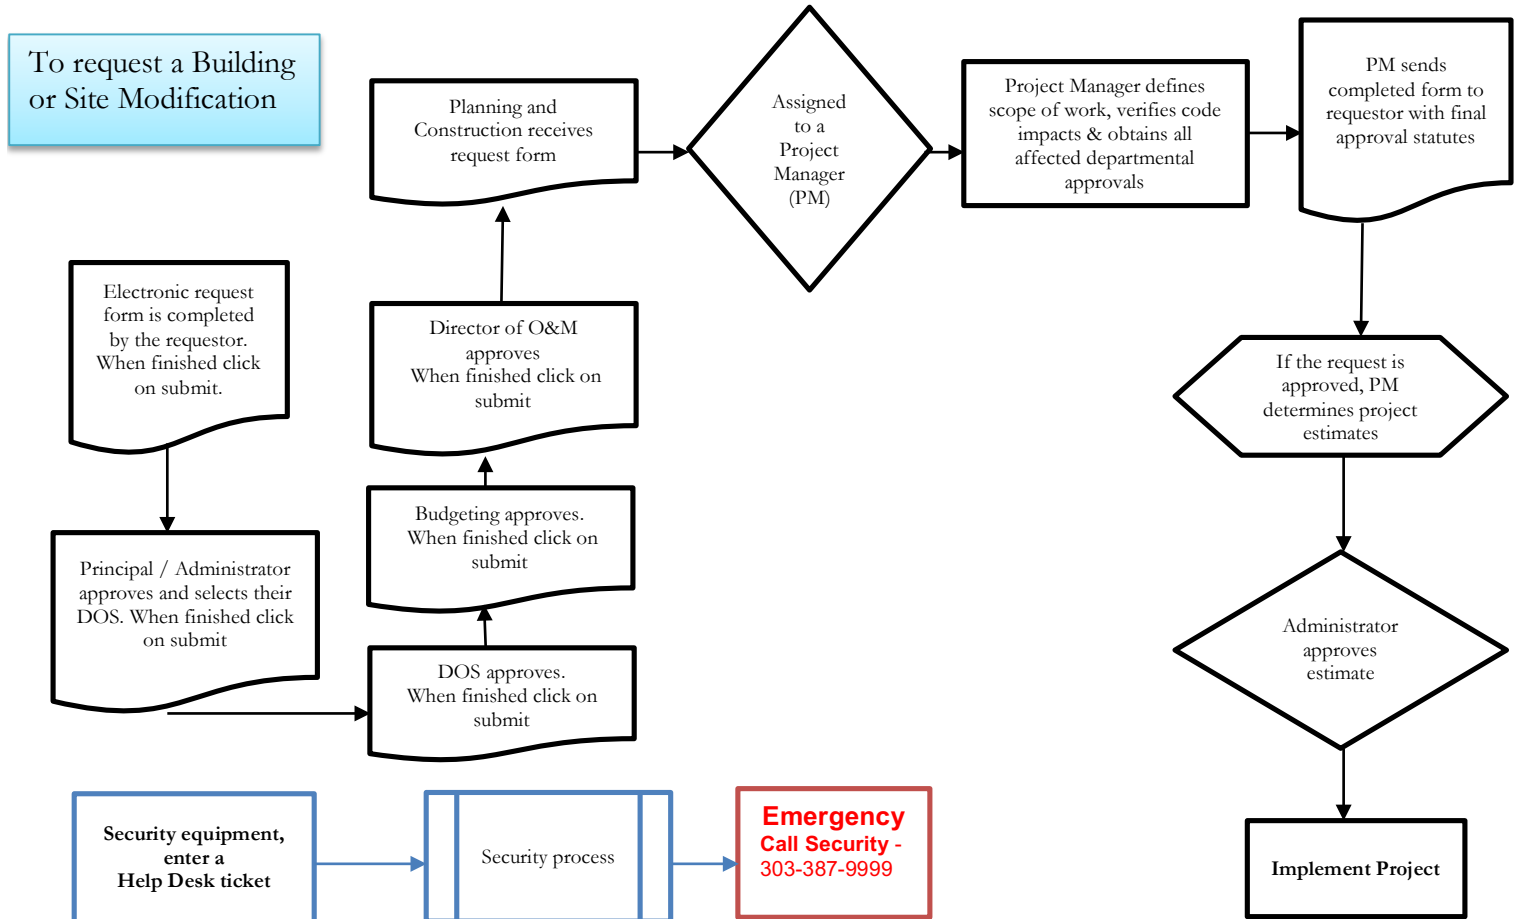 To request a Building
or Site Modification
Electronic request
form is completed
by the requestor.
When finished click
on submit.
Principal / Administrator
approves and selects their
DOS. When finished click
on submit
DOS approves.
When finished click on
submit
Budgeting approves.
When finished click on
submit
Director of O&M
approves
When finished click on
submit
Planning and
Construction receives
request form
Assigned
to a
Project
Manager
(PM)
Project Manager defines
scope of work, verifies code
impacts & obtains all
affected departmental
approvals
PM sends
completed form to
requestor with final
approval statutes
If the request is
approved, PM
determines project
estimates
Administrator
approves
estimate
Implement Project
Security equipment,
enter a
Help Desk ticket
Security process
Emergency
Call Security -
303-387-9999